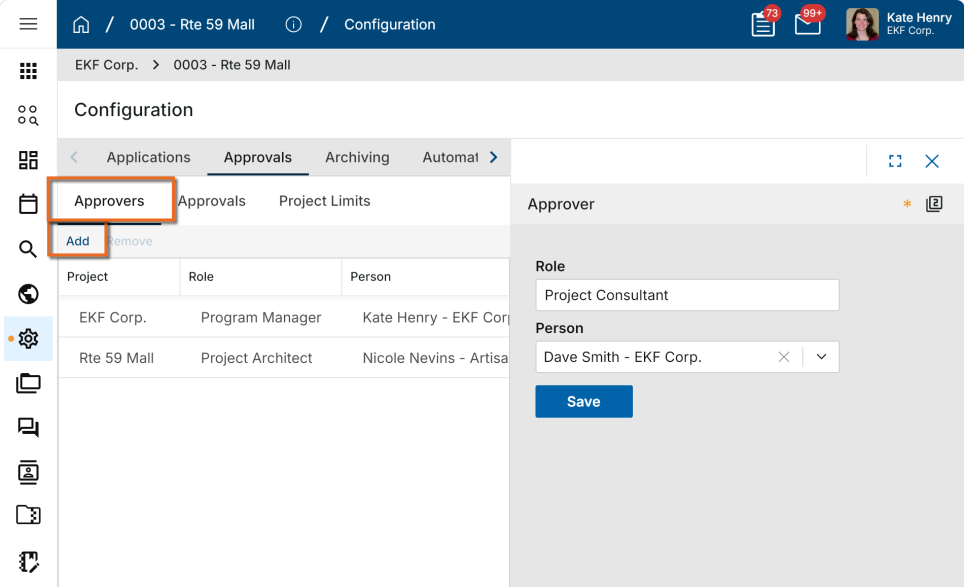 0003 - Rte 59 Mall / Configuration
73
99+
Kate Henry
EKF Corp.
EKF Corp. > 0003 - Rte 59 Mall
Configuration
Applications Approvals Archiving Automat
Approvers Approvals Project Limits
Add Remove
Project Role Person
EKF Corp. Program Manager Kate Henry - EKF Corp
Rte 59 Mall Project Architect Nicole Nevins - Artisa
Approver * 2
Role
Project Consultant
Person
Dave Smith - EKF Corp.
Save